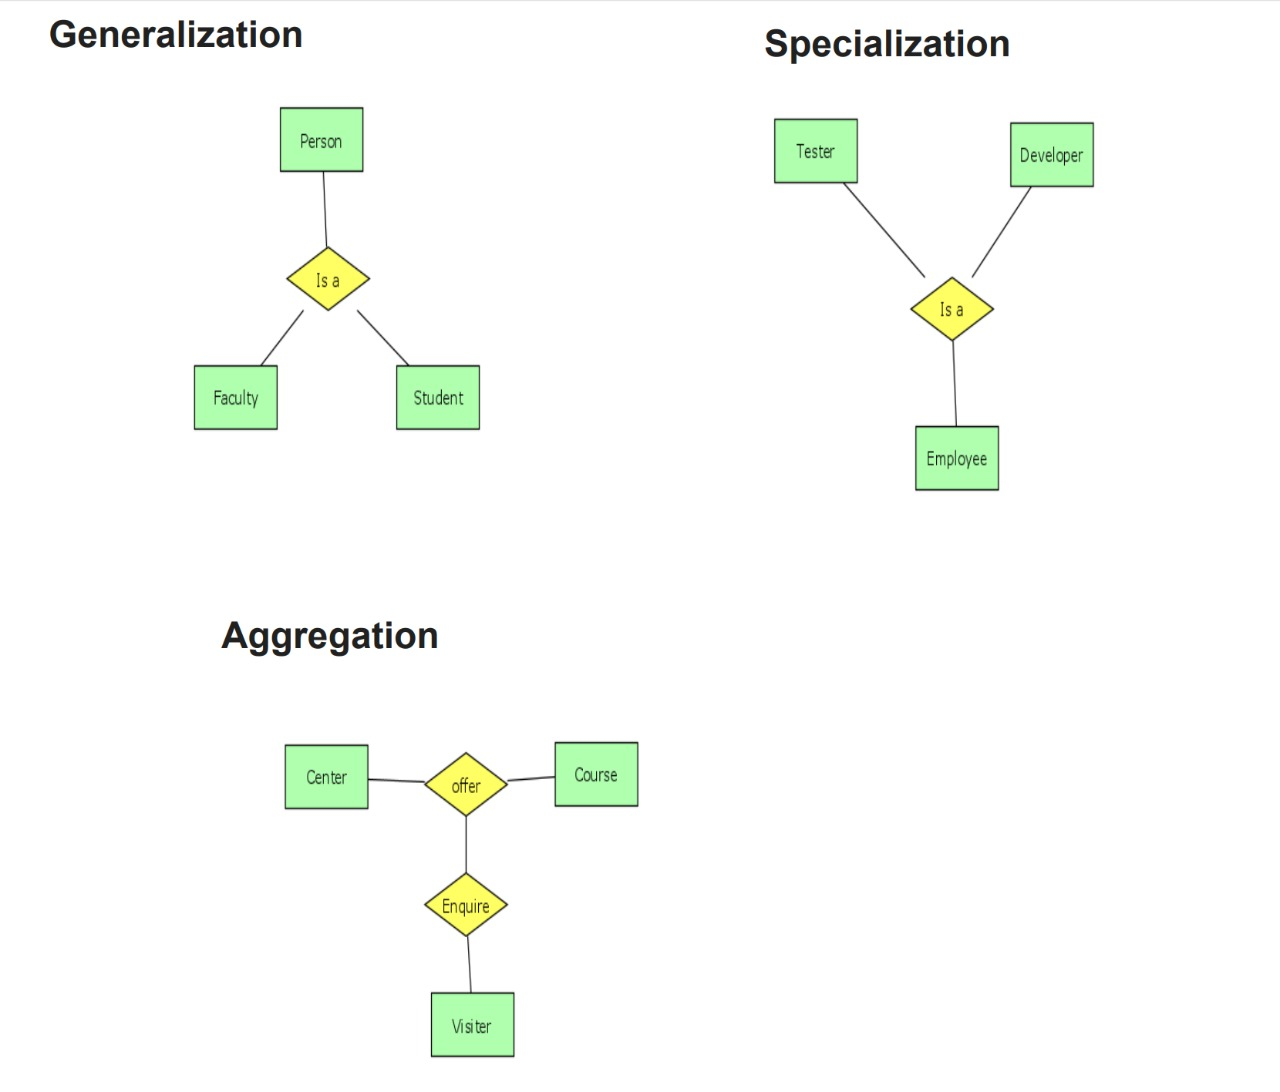 Generalization
Specialization
Person
Is a
Faculty
Student
Tester
Developer
Is a
Employee
Aggregation
Center
offer
Course
Enquire
Visiter